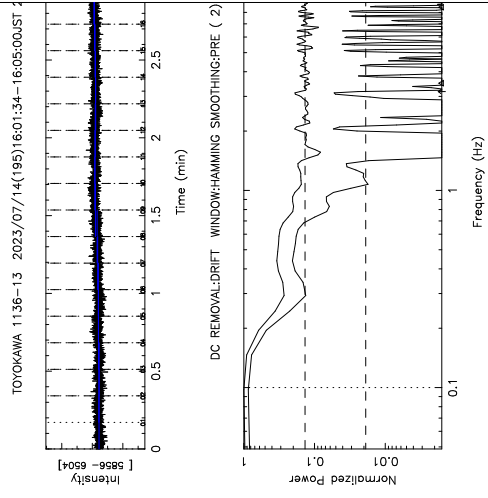 TOYOKAWA 1136-13 2023/07/14(195)16:01:34-16:05:00JST 2
Intensity
[ 5856- 6504]
0
0.5
1
1.5
2
2.5
Time (min)
DC REMOVAL:DRIFT WINDOW:HAMMING SMOOTHING:PRE ( 2)
Normalized Power
1
0.1
0.01
0.1
1
Frequency (Hz)